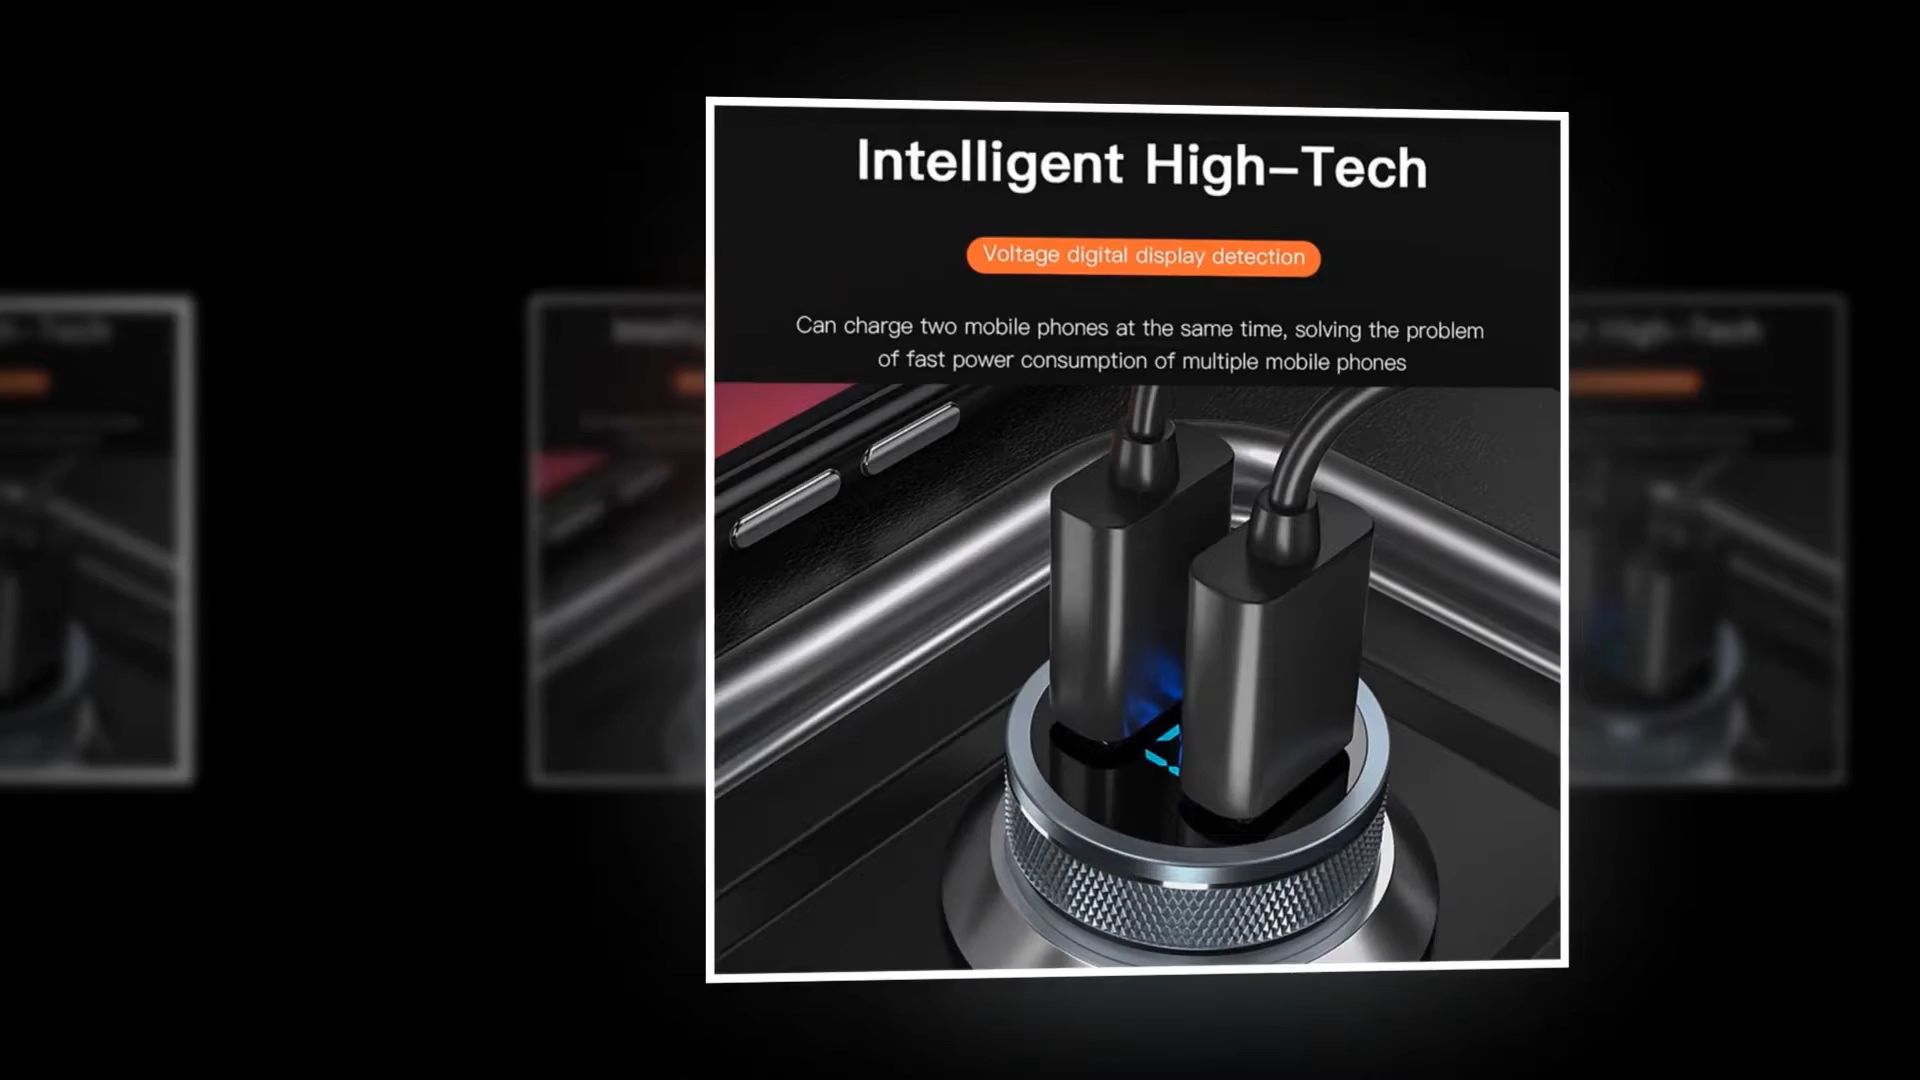 Intelligent High-Tech
Voltage digital display detection
Can charge two mobile phones at the same time, solving the problem
of fast power consumption of multiple mobile phones